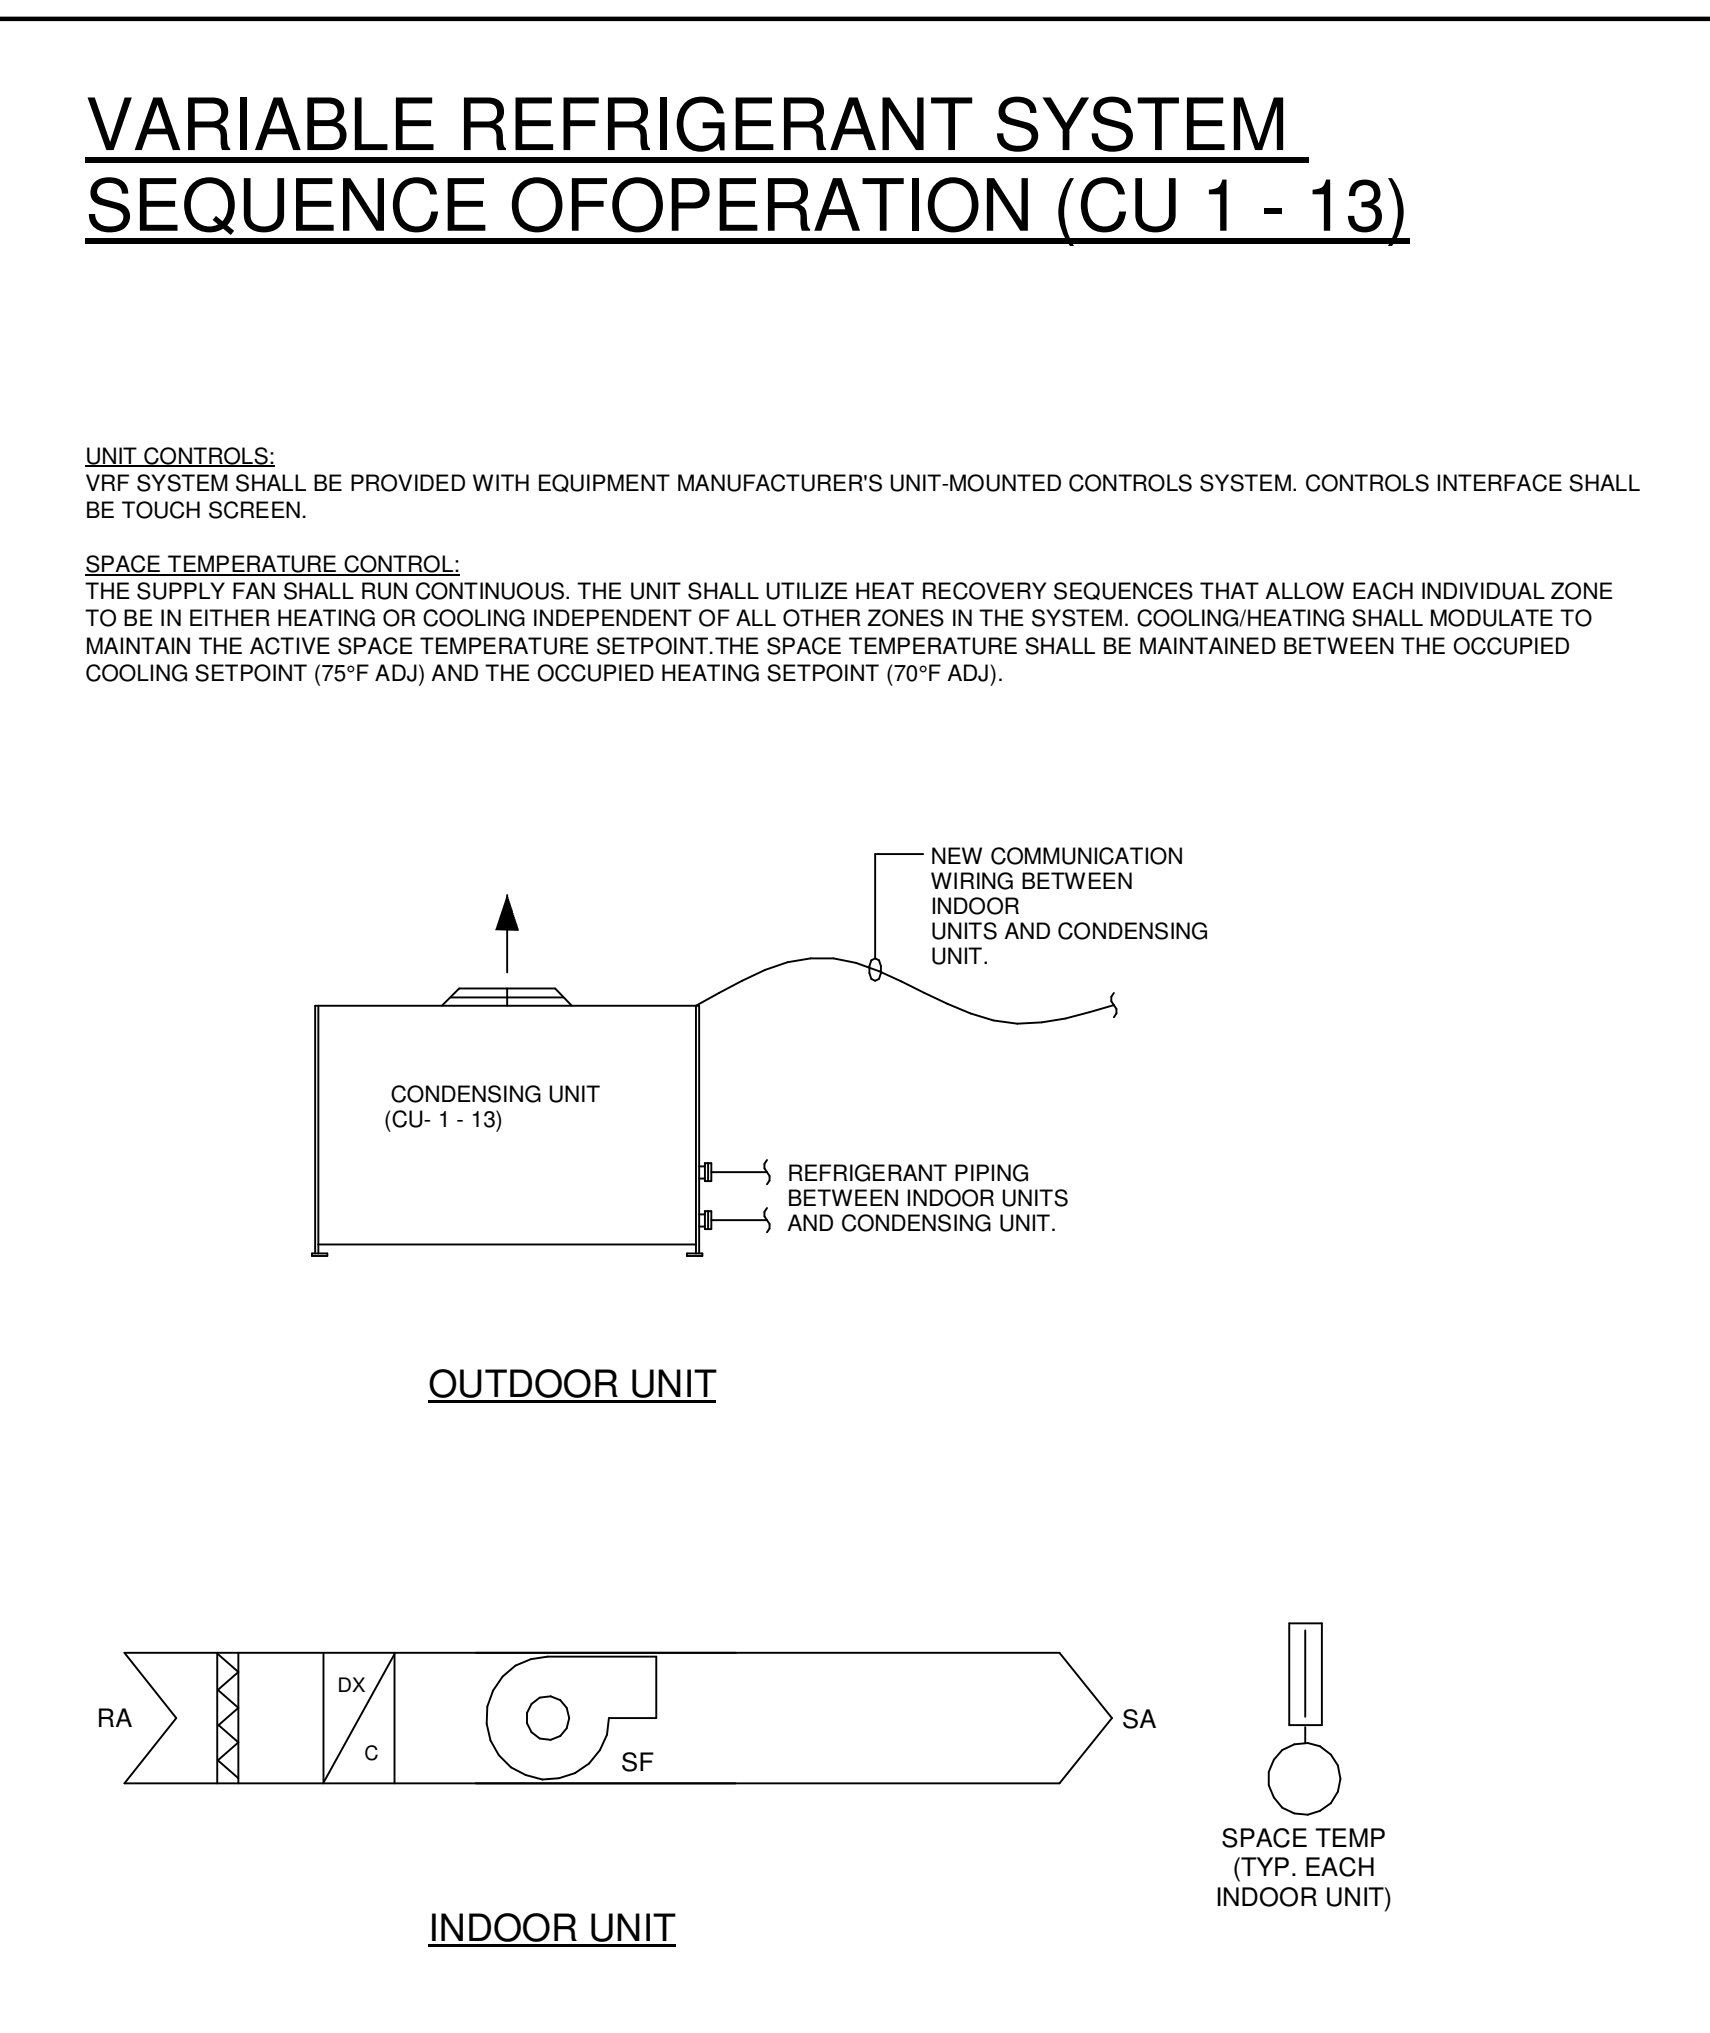 VARIABLE REFRIGERANT SYSTEM
SEQUENCE OFOPERATION (CU 1 - 13)
UNIT CONTROLS:
VRF SYSTEM SHALL BE PROVIDED WITH EQUIPMENT MANUFACTURER'S UNIT-MOUNTED CONTROLS SYSTEM. CONTROLS INTERFACE SHALL
BE TOUCH SCREEN.
SPACE TEMPERATURE CONTROL:
THE SUPPLY FAN SHALL RUN CONTINUOUS. THE UNIT SHALL UTILIZE HEAT RECOVERY SEQUENCES THAT ALLOW EACH INDIVIDUAL ZONE
TO BE IN EITHER HEATING OR COOLING INDEPENDENT OF ALL OTHER ZONES IN THE SYSTEM. COOLING/HEATING SHALL MODULATE TO
MAINTAIN THE ACTIVE SPACE TEMPERATURE SETPOINT.THE SPACE TEMPERATURE SHALL BE MAINTAINED BETWEEN THE OCCUPIED
COOLING SETPOINT (75°F ADJ) AND THE OCCUPIED HEATING SETPOINT (70°F ADJ).
NEW COMMUNICATION
WIRING BETWEEN
INDOOR
UNITS AND CONDENSING
UNIT.
CONDENSING UNIT
(CU- 1 - 13)
REFRIGERANT PIPING
BETWEEN INDOOR UNITS
AND CONDENSING UNIT.
OUTDOOR UNIT
RA
DX
C
SF
SA
SPACE TEMP
(TYP. EACH
INDOOR UNIT)
INDOOR UNIT